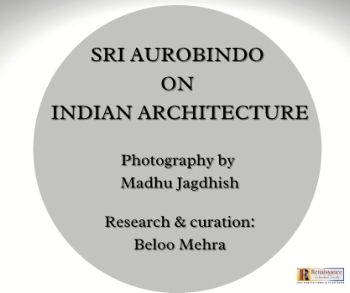 SRI AUROBINDO
ON
INDIAN ARCHITECTURE
Photography by
Madhu Jagdhish
Research & curation:
Beloo Mehra
Renaissance